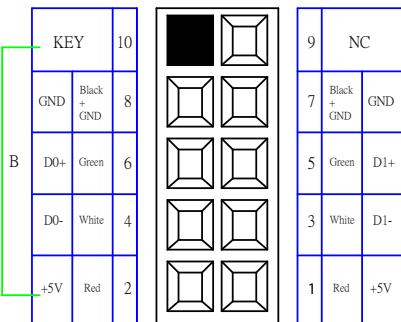 KEY 10 9 NC
GND Black + GND 8 7 Black + GND GND
B D0+ Green 6 5 Green D1+
D0- White 4 3 White D1-
+5V Red 2 1 Red +5V